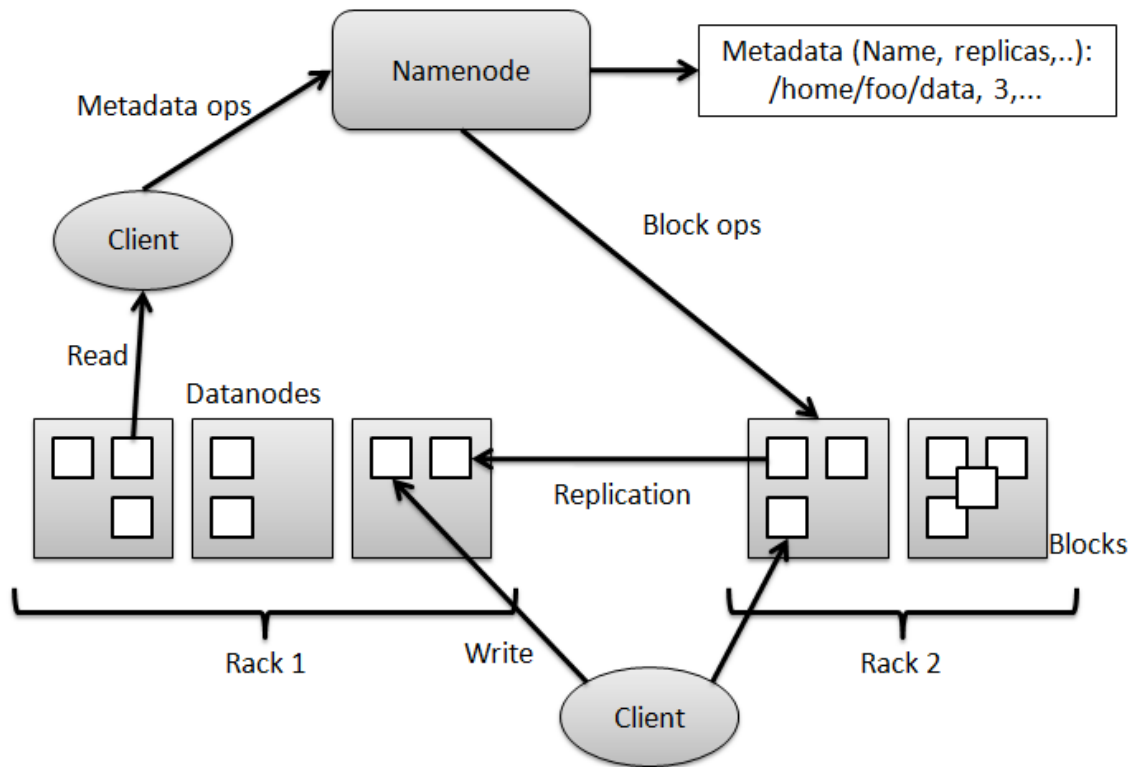 Namenode
Metadata (Name, replicas,..):
/home/foo/data, 3,...
Metadata ops
Client
Block ops
Read
Datanodes
Replication
Blocks
Rack 1
Write
Rack 2
Client